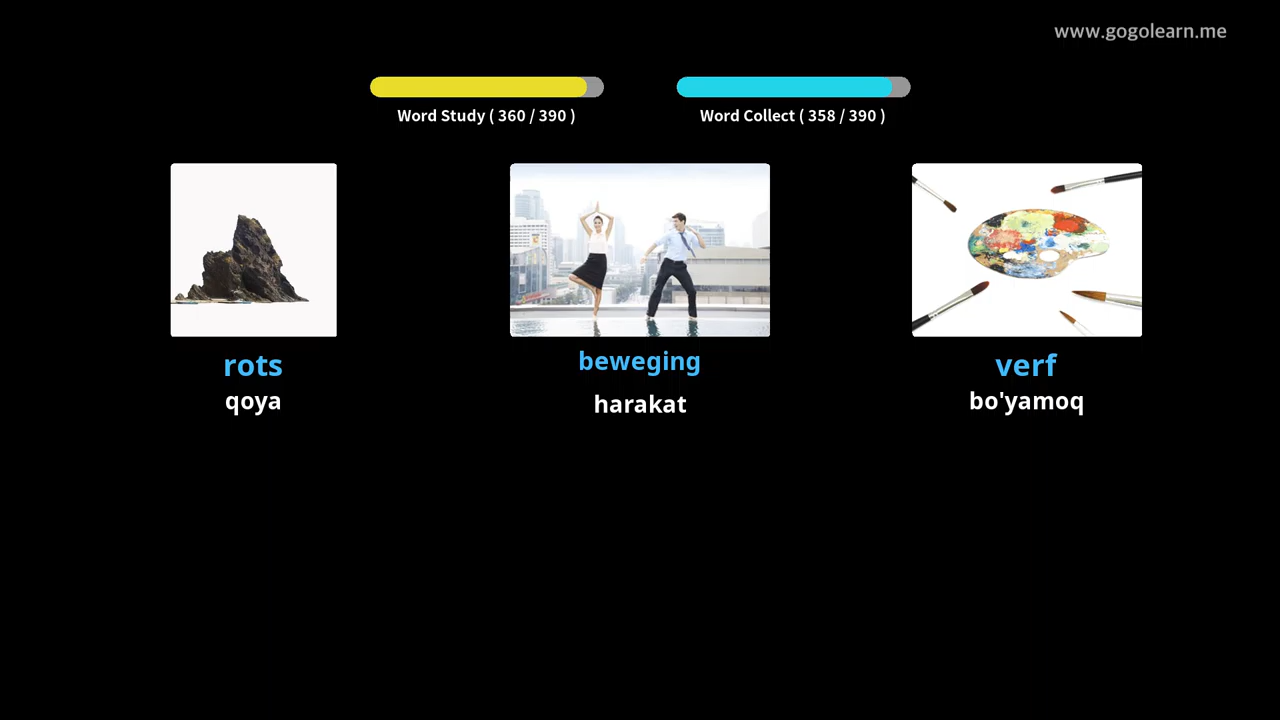 www.gogolearn.me
Word Study ( 360 / 390 )
Word Collect ( 358 / 390 )
rots
beweging
verf
qoya
harakat
bo'yamoq